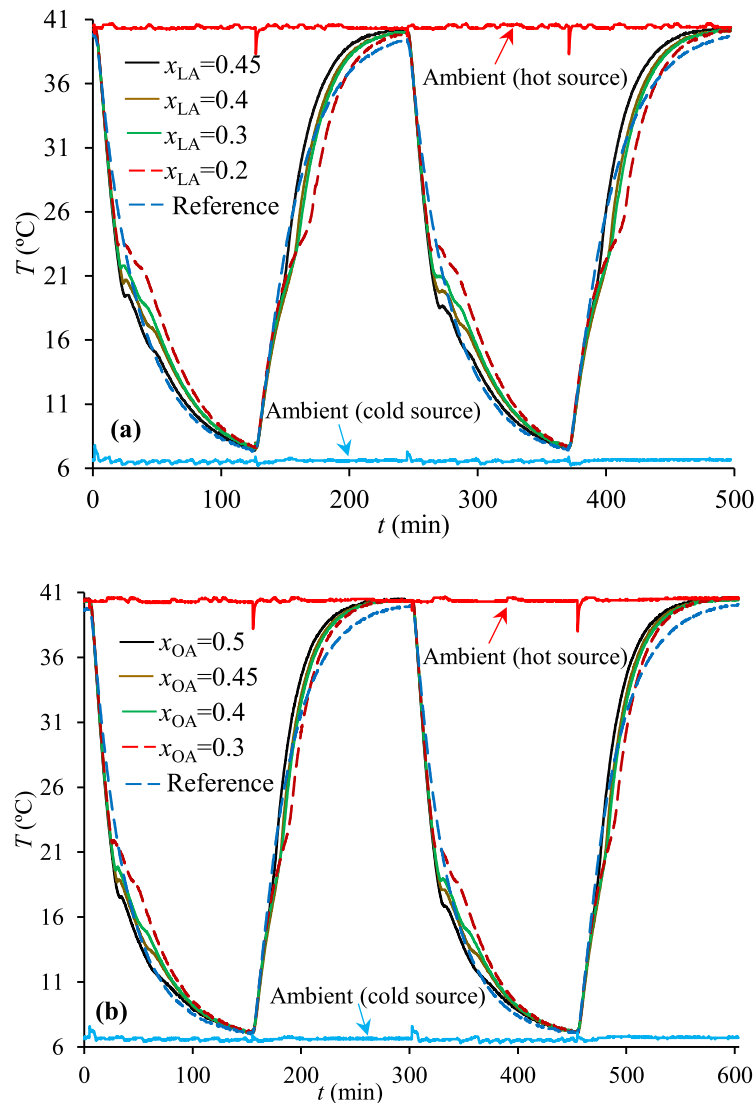 41
36
31
26
21
16
11
6
T (ºC)
Ambient (hot source)
xLA=0.45
xLA=0.4
xLA=0.3
xLA=0.2
Reference
Ambient (cold source)
(a)
0 100 200 300 400 500
t (min)
41
36
31
26
21
16
11
6
T (ºC)
Ambient (hot source)
xOA=0.5
xOA=0.45
xOA=0.4
xOA=0.3
Reference
Ambient (cold source)
(b)
0 100 200 300 400 500 600
t (min)